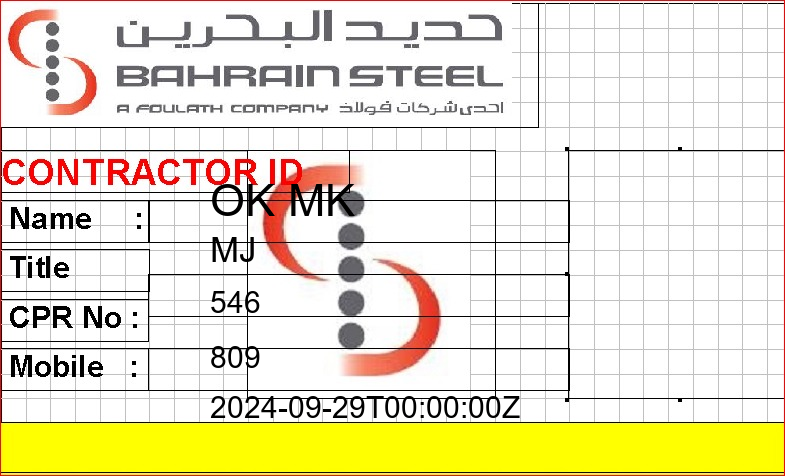 حديد البحرين
BAHRAIN STEEL
A FOULATH COMPANY احدى شركات فولاذ
CONTRACTOR ID
OK MK
Name :
MJ
Title
546
CPR No :
809
Mobile :
2024-09-29T00:00:00Z